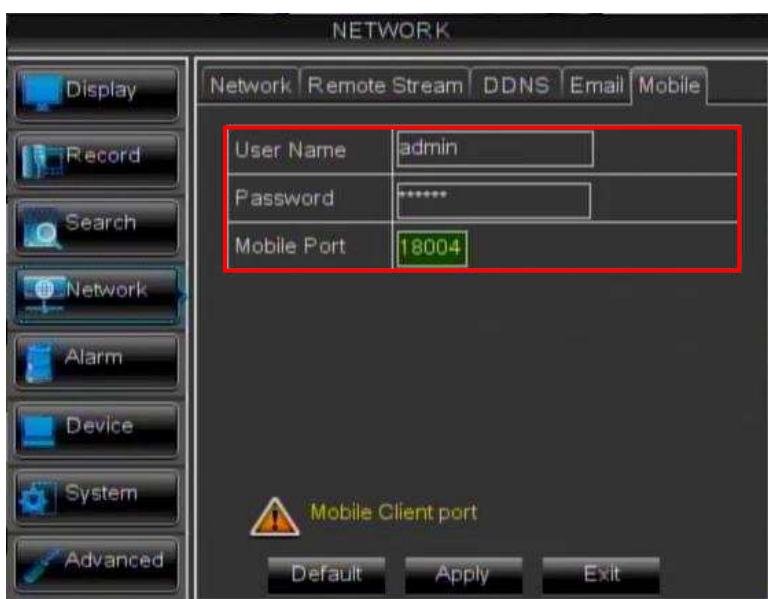 NETWORK
Display
Record
Search
Network
Alarm
Device
System
Advanced
Network Remote Stream DDNS Email Mobile
User Name admin
Password ******
Mobile Port 18004
Mobile Client port
Default Apply Exit